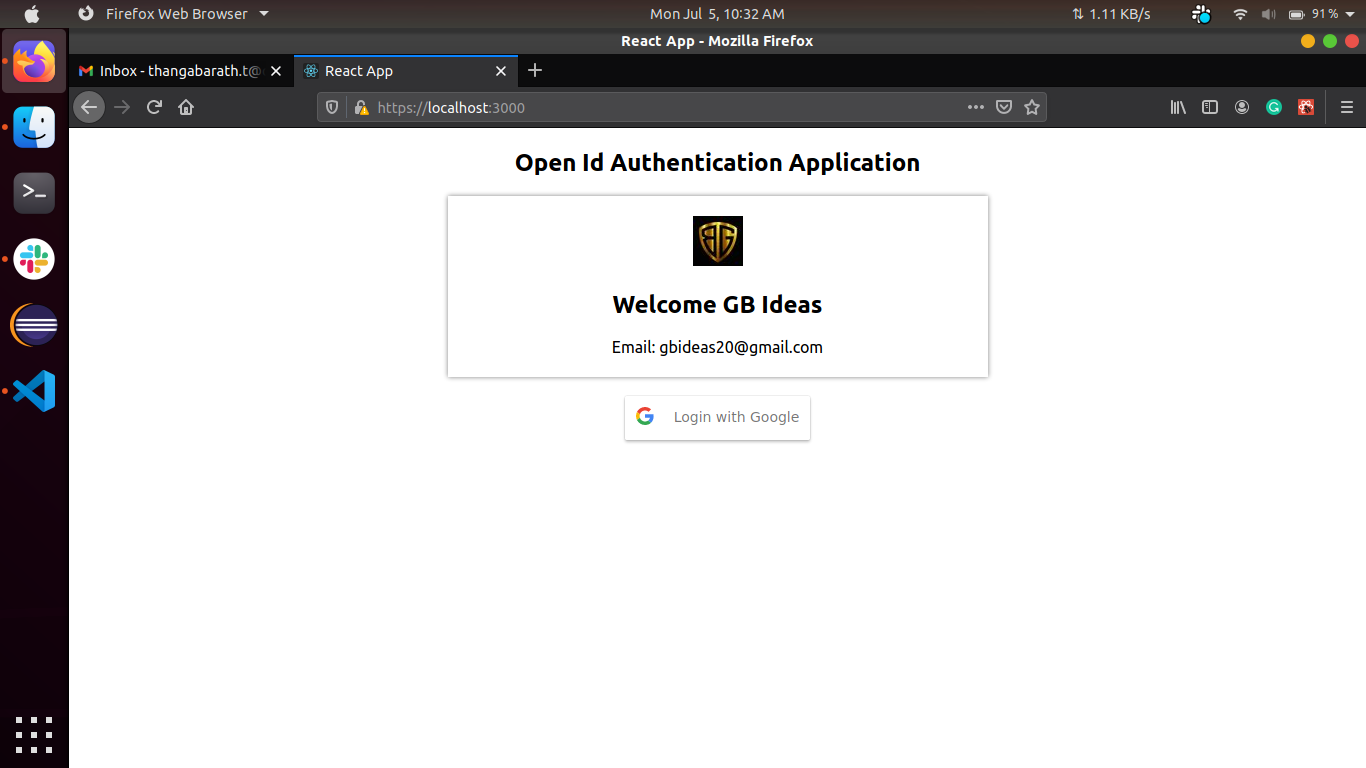 Firefox Web Browser
Mon Jul 5, 10:32 AM
1.11 KB/s
91 %
React App - Mozilla Firefox
Inbox - thangabarath.t@
React App
https://localhost:3000
Open Id Authentication Application
BG
Welcome GB Ideas
Email: gbideas20@gmail.com
Login with Google